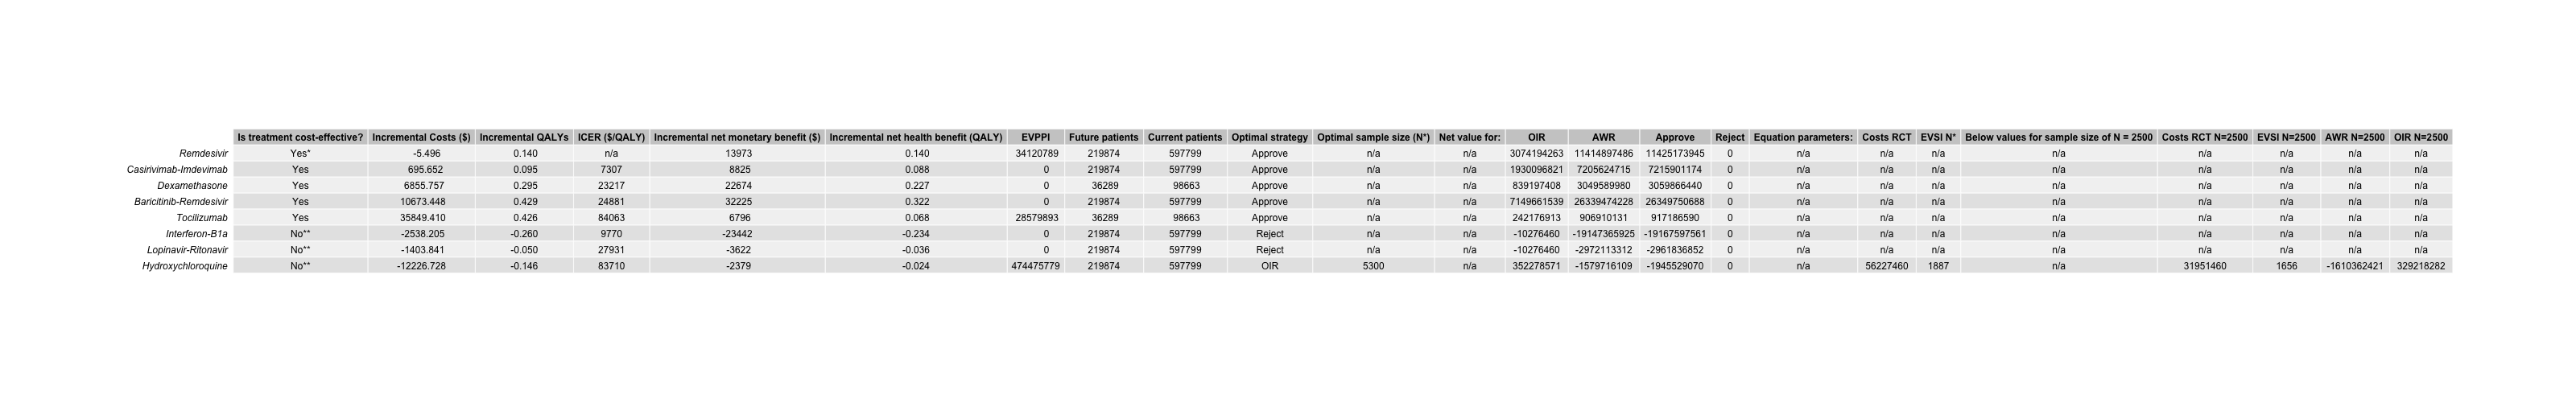 Is treatment cost-effective? Incremental Costs ($) Incremental QALYs ICER ($/QALY) Incremental net monetary benefit ($) Incremental net health benefit (QALY) EVPPI Future patients Current patients Optimal strategy Optimal sample size (N*) Net value for: OIR AWR Approve Reject Equation parameters: Costs RCT EVSI N* Below values for sample size of N = 2500 Costs RCT N=2500 EVSI N=2500 AWR N=2500 OIR N=2500
Remdesivir Yes* -5.496 0.140 n/a 13973 0.140 34120789 219874 597799 Approve n/a n/a 3074194263 11414897486 11425173945 0 n/a n/a n/a n/a n/a n/a n/a n/a
Casirivimab-Imdevimab Yes 695.652 0.095 7307 8825 0.088 0 219874 597799 Approve n/a n/a 1930096821 7205624715 7215901174 0 n/a n/a n/a n/a n/a n/a n/a n/a
Dexamethasone Yes 6855.757 0.295 23217 22674 0.227 0 36289 98663 Approve n/a n/a 839197408 3049589980 3059866440 0 n/a n/a n/a n/a n/a n/a n/a n/a
Baricitinib-Remdesivir Yes 10673.448 0.429 24881 32225 0.322 0 219874 597799 Approve n/a n/a 7149661539 26339474228 26349750688 0 n/a n/a n/a n/a n/a n/a n/a n/a
Tocilizumab Yes 35849.410 0.426 84063 6796 0.068 28579893 36289 98663 Approve n/a n/a 242176913 906910131 917186590 0 n/a n/a n/a n/a n/a n/a n/a n/a
Interferon-B1a No** -2538.205 -0.260 9770 -23442 -0.234 0 219874 597799 Reject n/a n/a -10276460 -19147365925 -19167597561 0 n/a n/a n/a n/a n/a n/a n/a n/a
Lopinavir-Ritonavir No** -1403.841 -0.050 27931 -3622 -0.036 0 219874 597799 Reject n/a n/a -10276460 -2972113312 -2961836852 0 n/a n/a n/a n/a n/a n/a n/a n/a
Hydroxychloroquine No** -12226.728 -0.146 83710 -2379 -0.024 474475779 219874 597799 OIR 5300 n/a 352278571 -1579716109 -1945529070 0 n/a 56227460 1887 n/a 31951460 1656 -1610362421 329218282